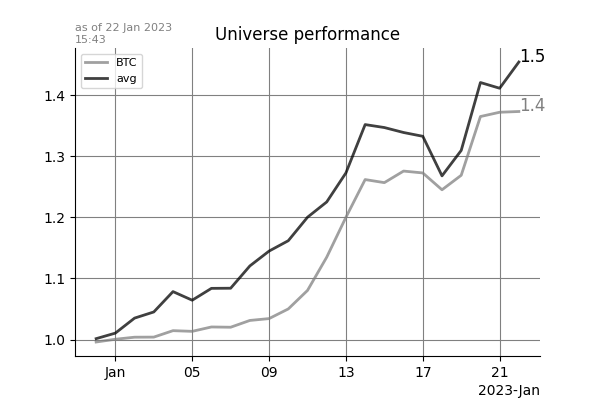 as of 22 Jan 2023
15:43
Universe performance
BTC
avg
1.5
1.4
1.4
1.3
1.2
1.1
1.0
Jan
05
09
13
17
21
2023-Jan